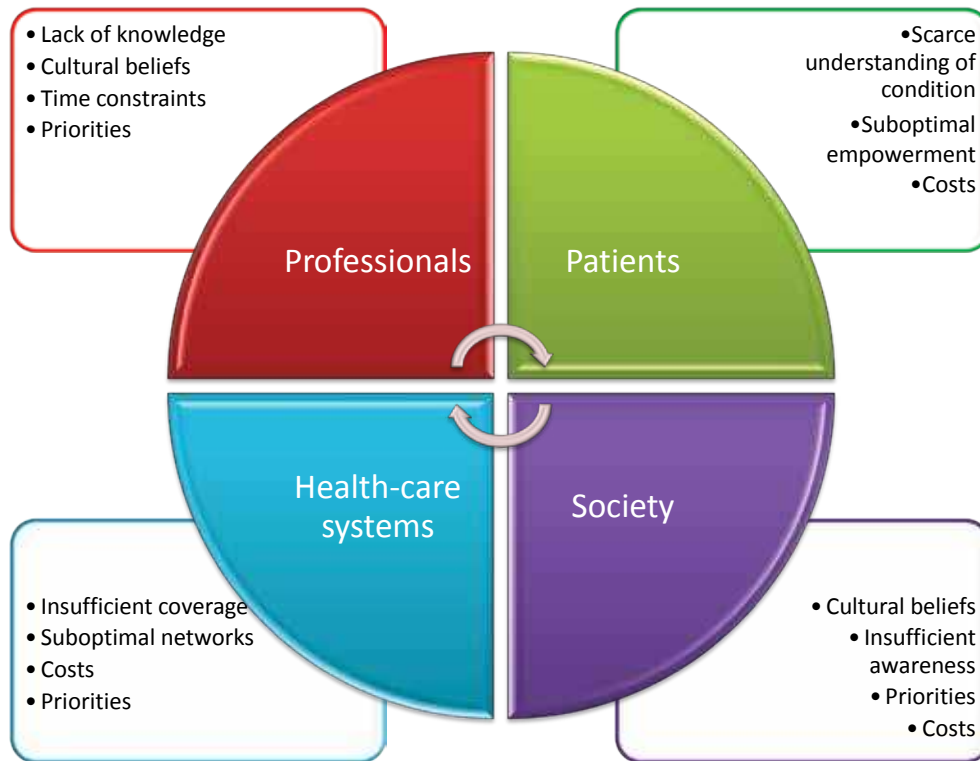 • Lack of knowledge
• Cultural beliefs
• Time constraints
• Priorities
•Scarce
understanding of
condition
•Suboptimal
empowerment
•Costs
Professionals
Patients
Health-care
systems
Society
• Insufficient coverage
• Suboptimal networks
• Costs
• Priorities
• Cultural beliefs
• Insufficient
awareness
• Priorities
• Costs